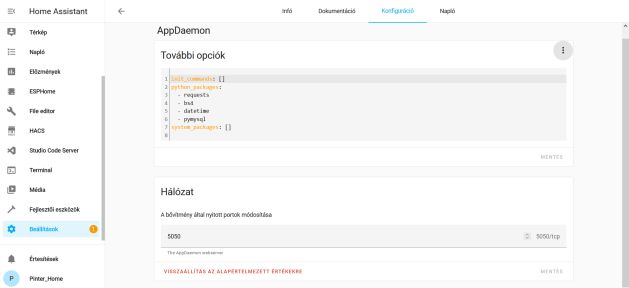 Home Assistant
Térkép
Napló
Előzmények
ESPHome
File editor
HACS
Studio Code Server
Terminal
Média
Fejlesztői eszközök
Beállítások
1
Értesítések
P
Pinter_Home
Infó
Dokumentáció
Konfiguráció
Napló
AppDaemon
További opciók
1 init_commands: []
2 python_packages:
3 - requests
4 - bs4
5 - datetime
6 - pymysql
7 system_packages: []
8
MENTÉS
Hálózat
A bővítmény által nyitott portok módosítása
5050
5050/tcp
The AppDaemon webserver
VISSZAÁLLÍTÁS AZ ALAPÉRTELMEZETT ÉRTÉKEKRE
MENTÉS